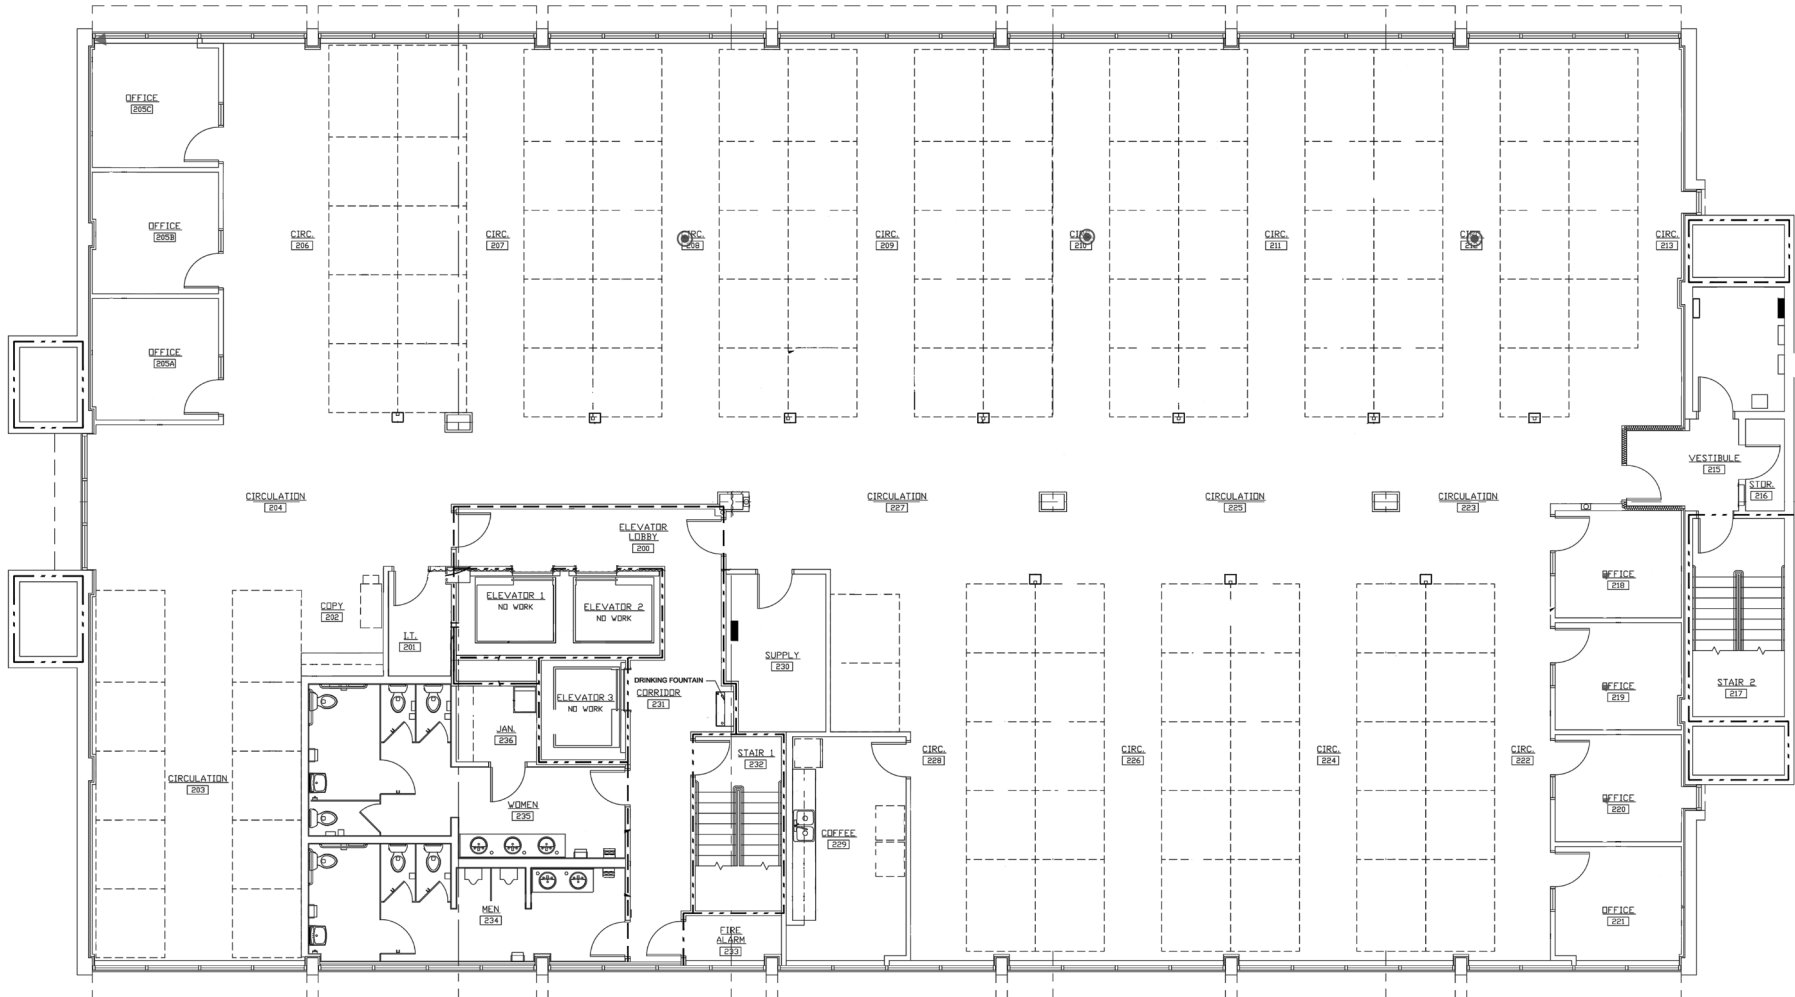 OFFICE
205C
OFFICE
205B
OFFICE
205A
CIRC.
206
CIRC.
207
CIRC.
208
CIRC.
209
CIRC.
210
CIRC.
211
CIRC.
212
CIRC.
213
VESTIBULE
215
STOR.
216
CIRCULATION
204
ELEVATOR
LOBBY
200
CIRCULATION
227
CIRCULATION
225
CIRCULATION
223
COPY
202
I.T.
201
ELEVATOR 1
NO WORK
ELEVATOR 2
NO WORK
OFFICE
218
SUPPLY
230
DRINKING FOUNTAIN
CORRIDOR
231
ELEVATOR 3
NO WORK
OFFICE
219
STAIR 2
217
JAN.
236
STAIR 1
232
CIRC.
228
CIRC.
226
CIRC.
224
CIRC.
222
CIRCULATION
203
WOMEN
235
COFFEE
229
OFFICE
220
MEN
234
FIRE
ALARM
233
OFFICE
221